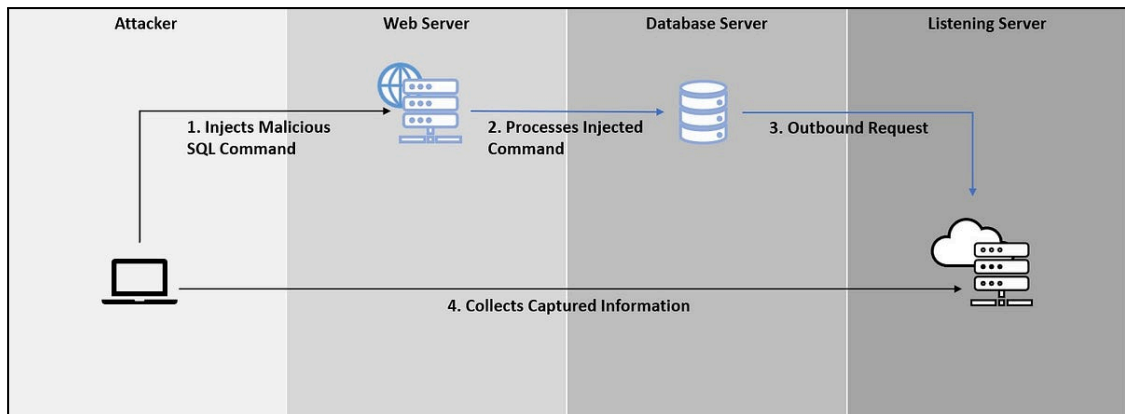 Attacker
Web Server
Database Server
Listening Server
1. Injects Malicious
SQL Command
2. Processes Injected
Command
3. Outbound Request
4. Collects Captured Information